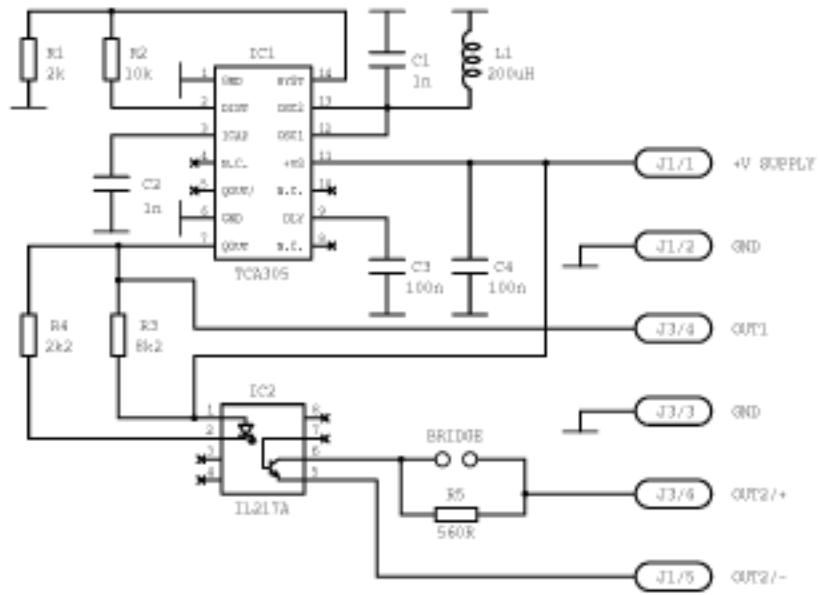 R1
2k
R2
10k
IC1
C1
1n
L1
200uH
1
GND
HYST
14
2
DIST
OSC2
13
3
OSC1
12
4
N.C.
+VS
11
5
QOUT/
N.C.
10
6
GND
DLY
9
7
QOUT
N.C.
8
TCA305
C2
1n
C3
100n
C4
100n
J1/1
+V SUPPLY
J1/2
GND
R4
2k2
R3
8k2
J3/4
OUT1
IC2
1
8
2
7
3
6
4
5
IL217A
J3/3
GND
BRIDGE
R5
560R
J3/6
OUT2/+
J1/5
OUT2/-